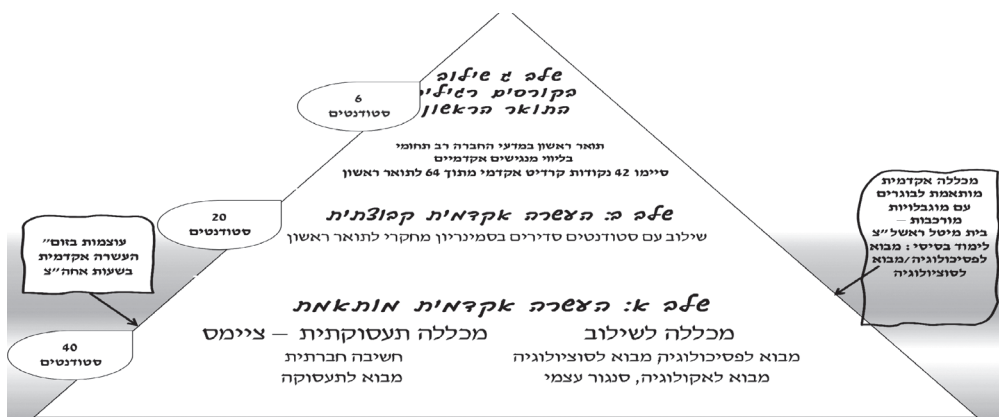 שלב ג שילוב
בקורסים רגילים
התואר הראשון
6
סטודנטים
תואר ראשון במדעי החברה רב תחומי
בליווי מנגישים אקדמיים
סיימו 42 נקודות קרדיט אקדמי מתוך 64 לתואר ראשון
שלב ב: העשרה אקדמית קבוצתית
שילוב עם סטודנטים סדירים בסמינריון מחקרי לתואר ראשון
20
סטודנטים
מכללה אקדמית
מותאמת לבוגרים
עם מוגבלויות
מורכבות –
בית מיטל ראשל"צ
לימוד בסיסי: מבוא
לפסיכולוגיה/מבוא
לסוציולוגיה
עוצמות בזום"
העשרה אקדמית
בשעות אחה"צ
שלב א: העשרה אקדמית מותאמת
מכללה לשילוב
מבוא לפסיכולוגיה, מבוא לסוציולוגיה
מבוא לאקולוגיה, סנגור עצמי
מכללה תעסוקתית – ציימס
חשיבה חברתית
מבוא לתעסוקה
40
סטודנטים